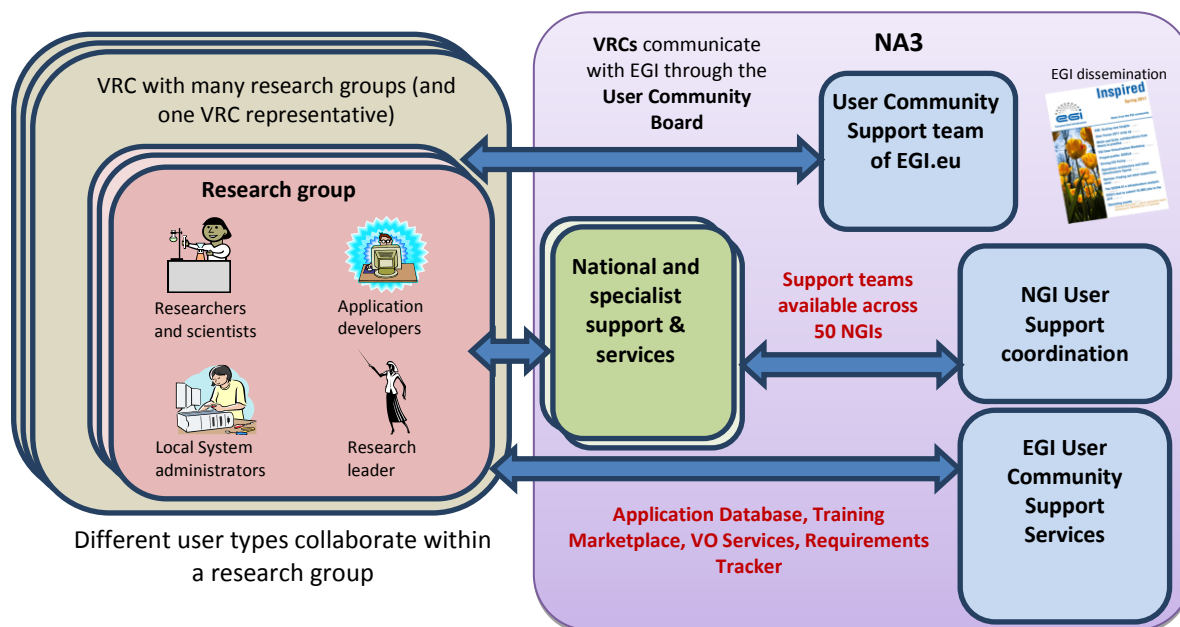 VRC with many research groups (and
one VRC representative)
Research group
Researchers
and scientists
Application
developers
Local System
administrators
Research
leader
Different user types collaborate within
a research group
VRCs communicate
with EGI through the
User Community
Board
NA3
User Community
Support team
of EGI.eu
EGI dissemination
Inspired
Spring 2011
egi
National and
specialist
support &
services
Support teams
available across
50 NGIs
NGI User
Support
coordination
EGI User
Community
Support
Services
Application Database, Training
Marketplace, VO Services, Requirements
Tracker